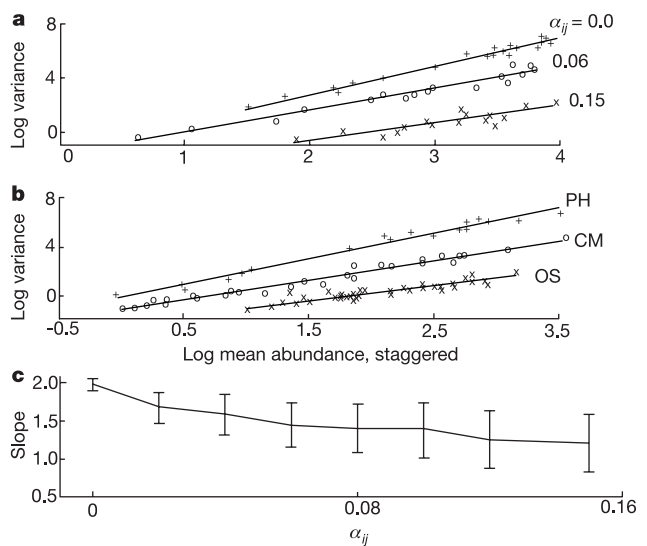 a
8
4
0
Log variance
α_ij = 0.0
0.06
0.15
0 1 2 3 4
b
8
4
0
Log variance
PH
CM
OS
-0.5 0.5 1.5 2.5 3.5
Log mean abundance, staggered
c
2.0
1.5
1.0
0.5
Slope
0 0.08 0.16
α_ij